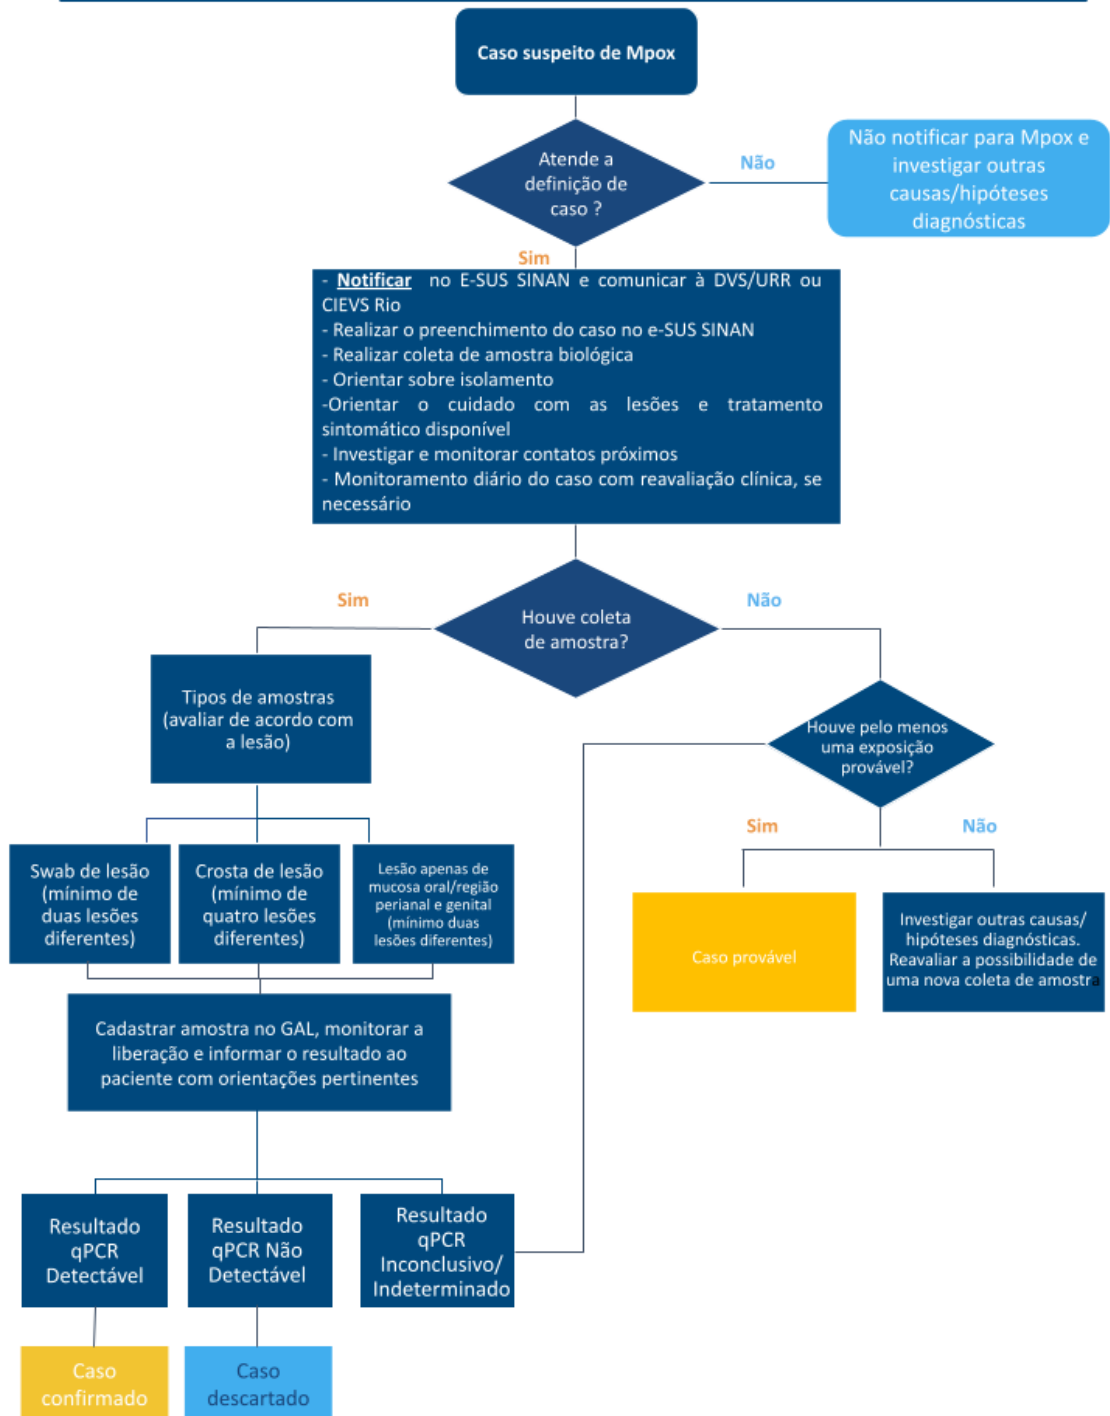 Caso suspeito de Mpox
Atende a
definição de
caso ?
Não
Não notificar para Mpox e
investigar outras
causas/hipóteses
diagnósticas
Sim
- Notificar no E-SUS SINAN e comunicar à DVS/URR ou
CIEVS Rio
- Realizar o preenchimento do caso no e-SUS SINAN
- Realizar coleta de amostra biológica
- Orientar sobre isolamento
-Orientar o cuidado com as lesões e tratamento
sintomático disponível
- Investigar e monitorar contatos próximos
- Monitoramento diário do caso com reavaliação clínica, se
necessário
Houve coleta
de amostra?
Sim
Não
Tipos de amostras
(avaliar de acordo com
a lesão)
Houve pelo menos
uma exposição
provável?
Sim
Não
Swab de lesão
(mínimo de
duas lesões
diferentes)
Crosta de lesão
(mínimo de
quatro lesões
diferentes)
Lesão apenas de
mucosa oral/região
perianal e genital
(mínimo duas
lesões diferentes)
Caso provável
Investigar outras causas/
hipóteses diagnósticas.
Reavaliar a possibilidade de
uma nova coleta de amostra
Cadastrar amostra no GAL, monitorar a
liberação e informar o resultado ao
paciente com orientações pertinentes
Resultado
qPCR
Detectável
Resultado
qPCR Não
Detectável
Resultado
qPCR
Inconclusivo/
Indeterminado
Caso
confirmado
Caso
descartado